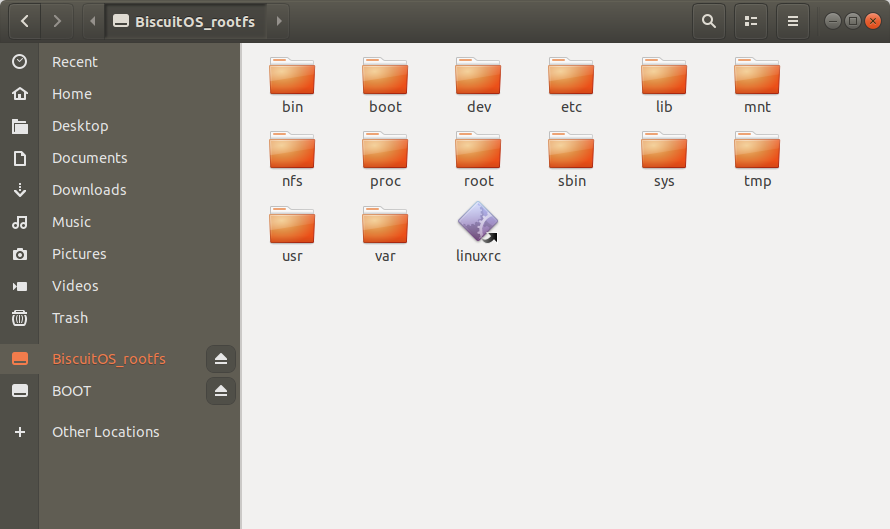 BiscuitOS_rootfs
Recent
Home
Desktop
Documents
Downloads
Music
Pictures
Videos
Trash
BiscuitOS_rootfs
BOOT
Other Locations
bin boot dev etc lib mnt
nfs proc root sbin sys tmp
usr var linuxrc